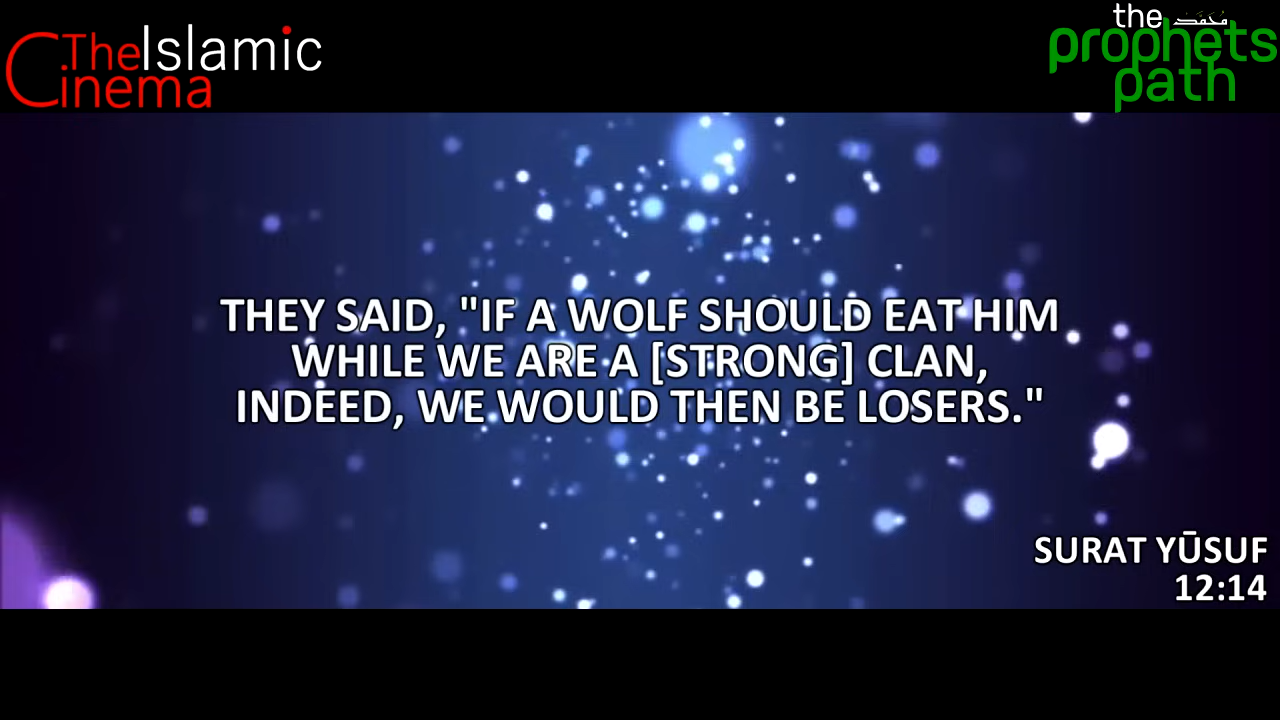 TheIslamic
Cinema
the مُحَمَّد
prophets
path
THEY SAID, "IF A WOLF SHOULD EAT HIM
WHILE WE ARE A [STRONG] CLAN,
INDEED, WE WOULD THEN BE LOSERS."
SURAT YŪSUF
12:14